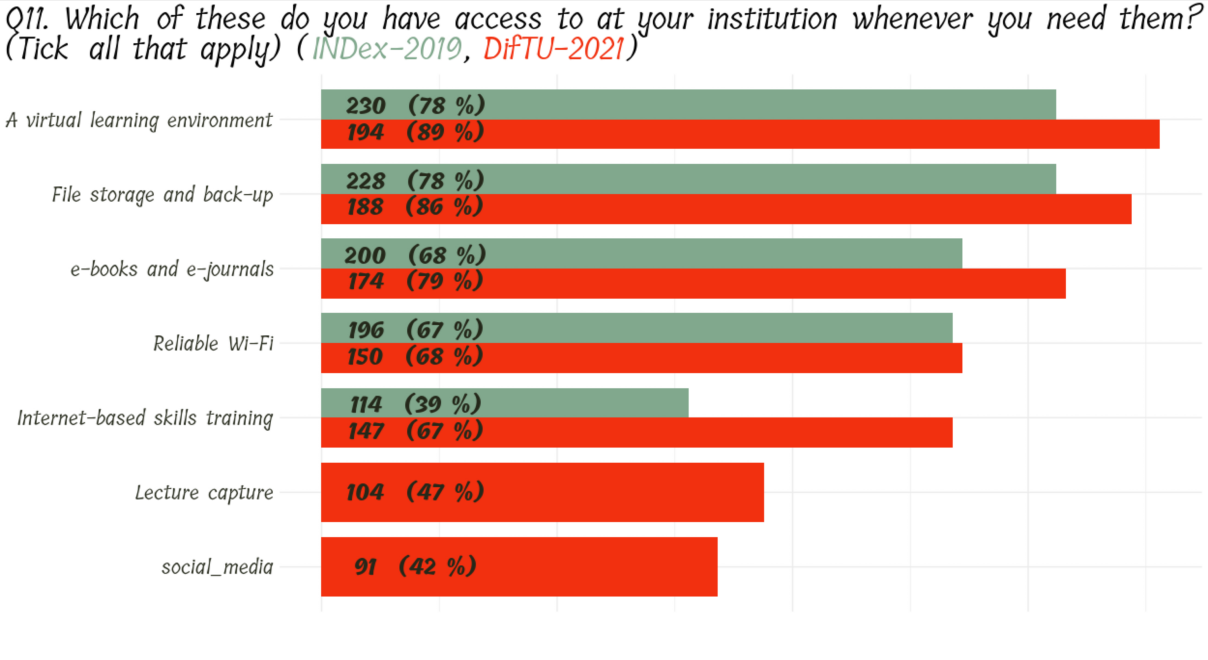 Q11. Which of these do you have access to at your institution whenever you need them?
(Tick all that apply) (INDex-2019, DifTU-2021)
A virtual learning environment
230 (78 %)
194 (89 %)
File storage and back-up
228 (78 %)
188 (86 %)
e-books and e-journals
200 (68 %)
174 (79 %)
Reliable Wi-Fi
196 (67 %)
150 (68 %)
Internet-based skills training
114 (39 %)
147 (67 %)
Lecture capture
104 (47 %)
social_media
91 (42 %)